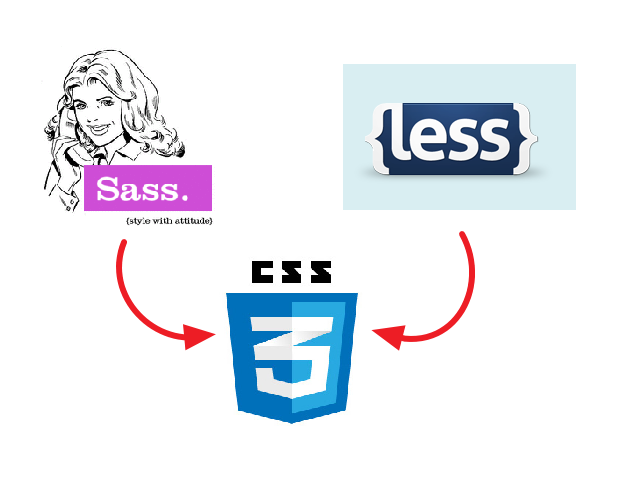 Sass.
{style with attitude}
{less}
CSS
3